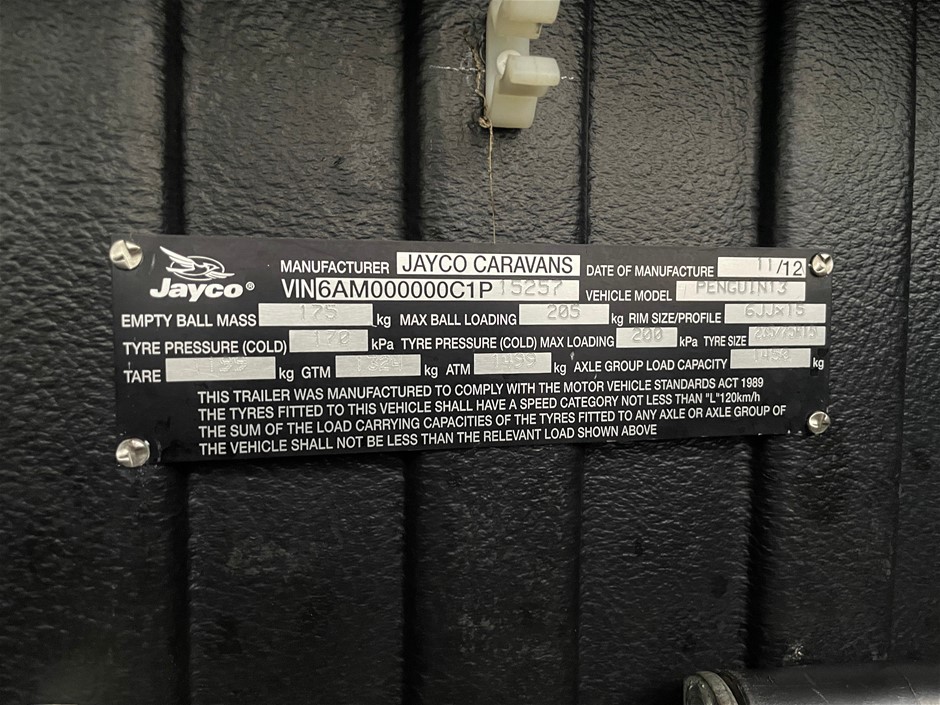 Jayco®
MANUFACTURER JAYCO CARAVANS DATE OF MANUFACTURE 11/12
VIN6AM000000C1P15257 VEHICLE MODEL PENGUIN13
EMPTY BALL MASS 175 kg MAX BALL LOADING 205 kg RIM SIZE/PROFILE 6JJx15
TYRE PRESSURE (COLD) 170 kPa TYRE PRESSURE (COLD) MAX LOADING 200 kPa TYRE SIZE
TARE kg GTM kg ATM kg AXLE GROUP LOAD CAPACITY 1450 kg
THIS TRAILER WAS MANUFACTURED TO COMPLY WITH THE MOTOR VEHICLE STANDARDS ACT 1989
THE TYRES FITTED TO THIS VEHICLE SHALL HAVE A SPEED CATEGORY NOT LESS THAN "L"120km/h
THE SUM OF THE LOAD CARRYING CAPACITIES OF THE TYRES FITTED TO ANY AXLE OR AXLE GROUP OF
THE VEHICLE SHALL NOT BE LESS THAN THE RELEVANT LOAD SHOWN ABOVE